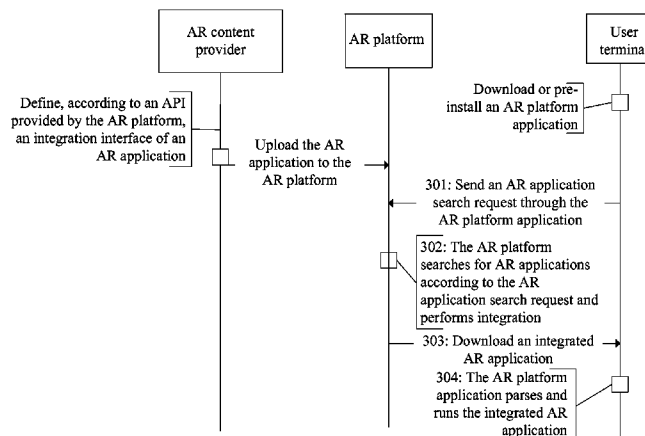 AR content
provider
AR platform
User
termina
Define, according to an API
provided by the AR platform,
an integration interface of an
AR application
Download or pre-
install an AR platform
application
Upload the AR
application to the
AR platform
301: Send an AR application
search request through the
AR platform application
302: The AR platform
searches for AR applications
according to the AR
application search request and
performs integration
303: Download an integrated
AR application
304: The AR platform
application parses and
runs the integrated AR
application